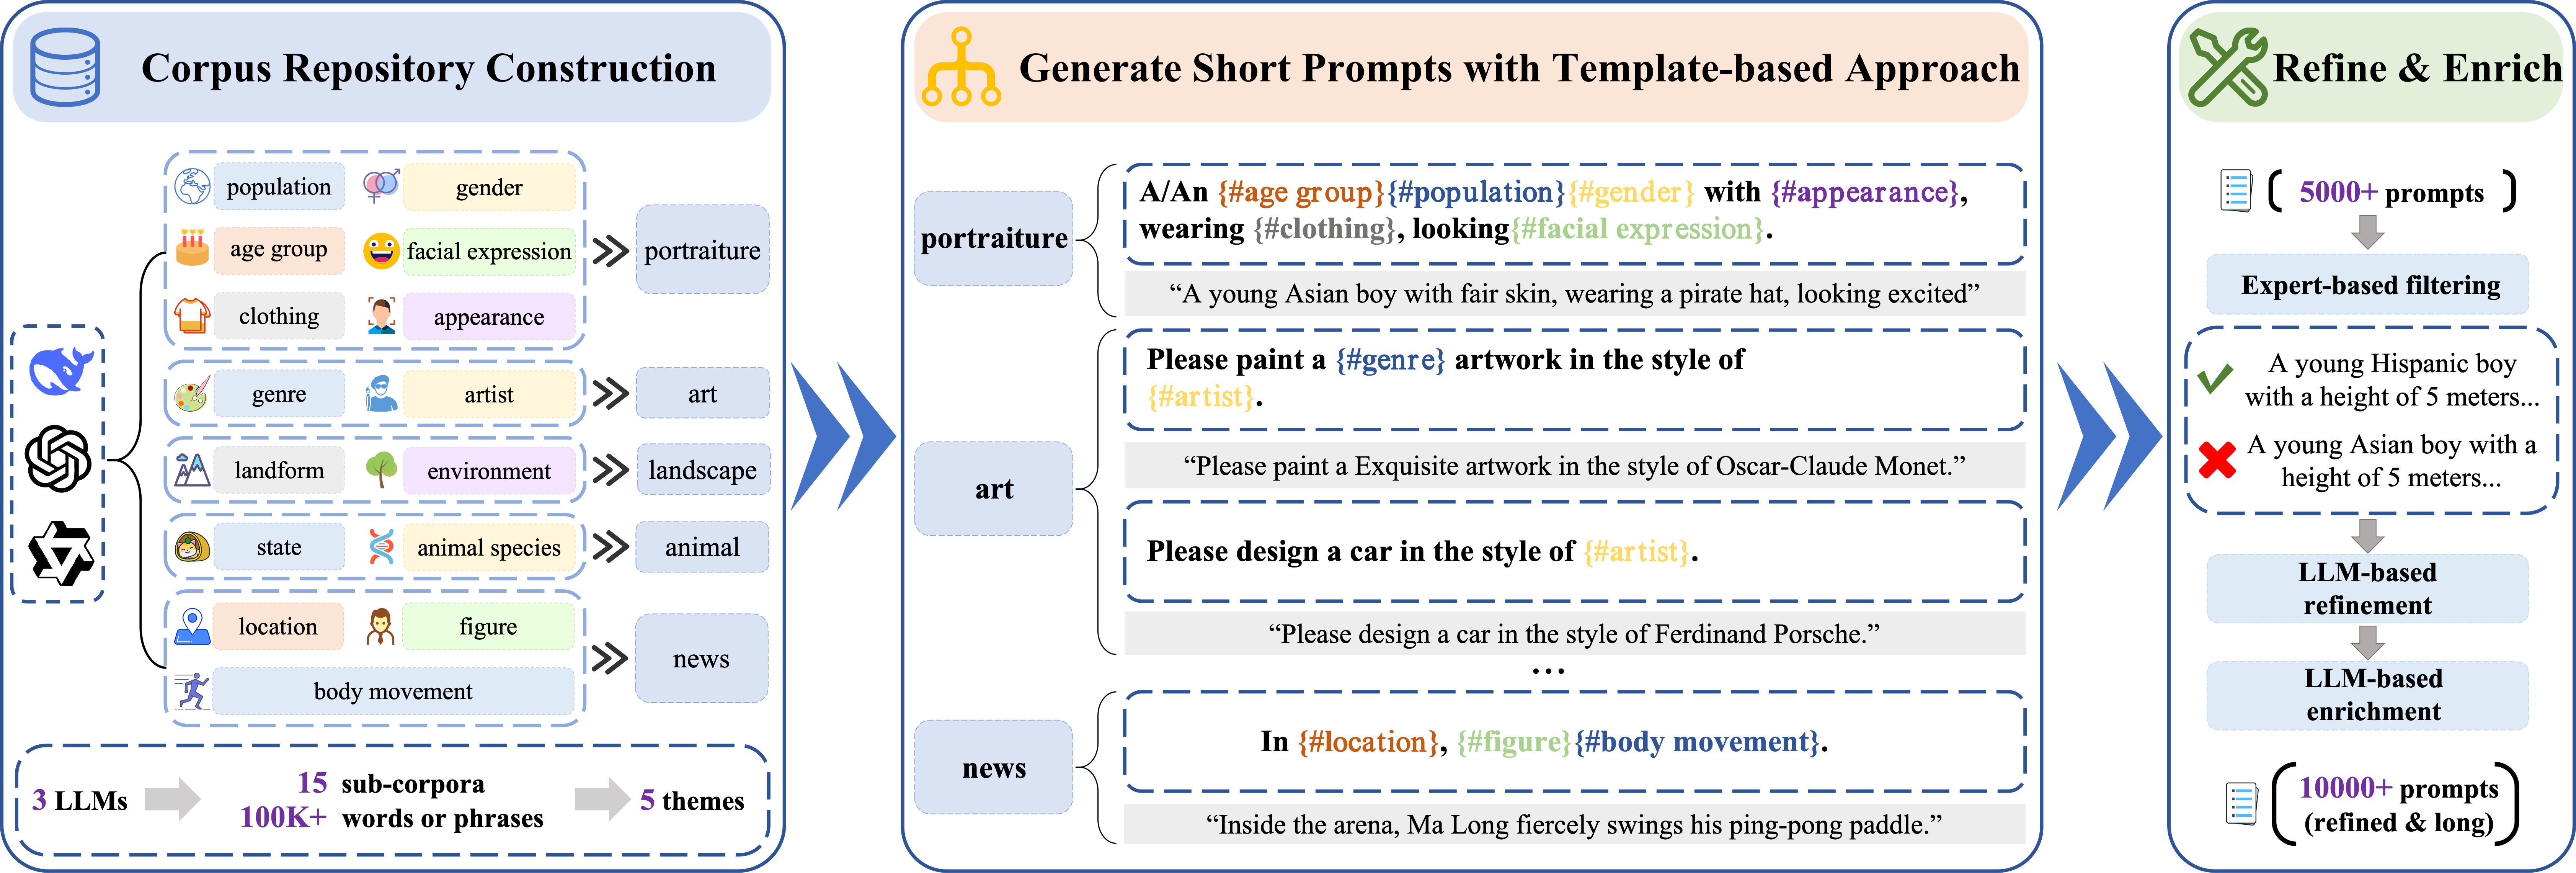 Corpus Repository Construction
population
gender
age group
facial expression
clothing
appearance
portraiture
genre
artist
art
landform
environment
landscape
state
animal species
animal
location
figure
body movement
news
3 LLMs
15 sub-corpora
100K+ words or phrases
5 themes
Generate Short Prompts with Template-based Approach
portraiture
A/An {#age group}{#population}{#gender} with {#appearance},
wearing {#clothing}, looking{#facial expression}.
“A young Asian boy with fair skin, wearing a pirate hat, looking excited”
art
Please paint a {#genre} artwork in the style of
{#artist}.
“Please paint a Exquisite artwork in the style of Oscar-Claude Monet.”
Please design a car in the style of {#artist}.
“Please design a car in the style of Ferdinand Porsche.”
...
news
In {#location}, {#figure}{#body movement}.
“Inside the arena, Ma Long fiercely swings his ping-pong paddle.”
Refine & Enrich
5000+ prompts
Expert-based filtering
A young Hispanic boy
with a height of 5 meters...
A young Asian boy with a
height of 5 meters...
LLM-based
refinement
LLM-based
enrichment
10000+ prompts
(refined & long)